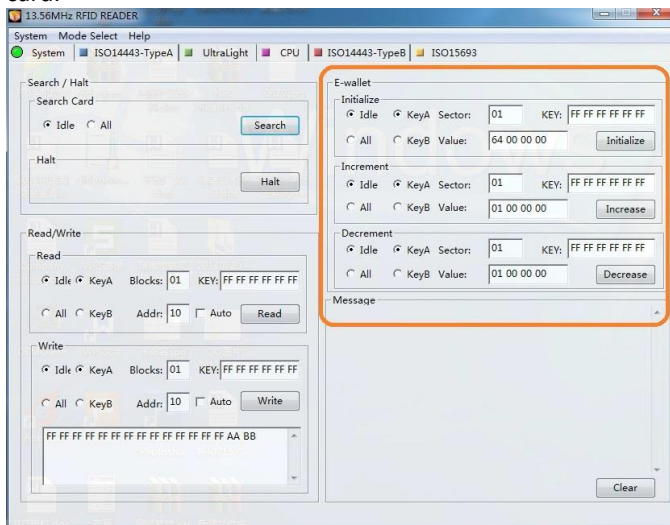 card.
13.56MHz RFID READER
System Mode Select Help
System ISO14443-TypeA UltraLight CPU ISO14443-TypeB ISO15693
Search / Halt
Search Card
Idle All Search
Halt
Halt
Read/Write
Read
Idle KeyA Blocks: 01 KEY: FF FF FF FF FF FF
All KeyB Addr: 10 Auto Read
Write
Idle KeyA Blocks: 01 KEY: FF FF FF FF FF FF
All KeyB Addr: 10 Auto Write
FF FF FF FF FF FF FF FF FF FF FF FF FF FF AA BB
E-wallet
Initialize
Idle KeyA Sector: 01 KEY: FF FF FF FF FF FF
All KeyB Value: 64 00 00 00 Initialize
Increment
Idle KeyA Sector: 01 KEY: FF FF FF FF FF FF
All KeyB Value: 01 00 00 00 Increase
Decrement
Idle KeyA Sector: 01 KEY: FF FF FF FF FF FF
All KeyB Value: 01 00 00 00 Decrease
Message
Clear